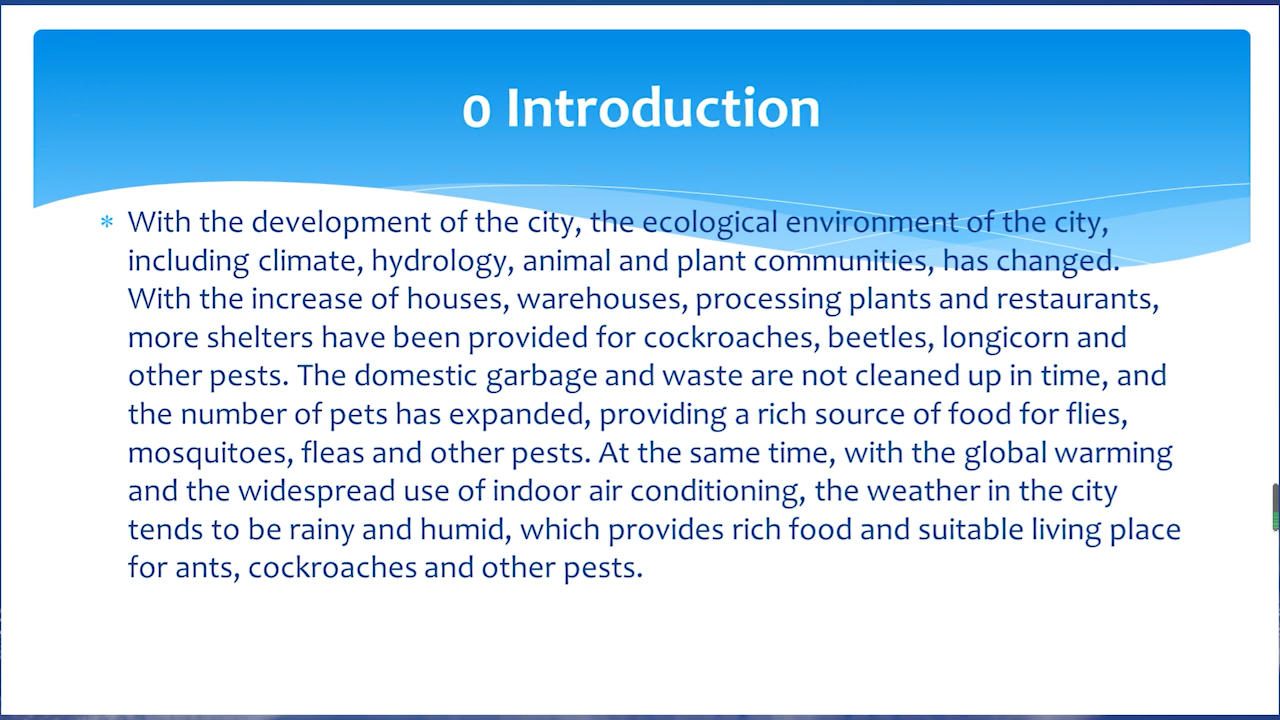 0 Introduction
* With the development of the city, the ecological environment of the city,
including climate, hydrology, animal and plant communities, has changed.
With the increase of houses, warehouses, processing plants and restaurants,
more shelters have been provided for cockroaches, beetles, longicorn and
other pests. The domestic garbage and waste are not cleaned up in time, and
the number of pets has expanded, providing a rich source of food for flies,
mosquitoes, fleas and other pests. At the same time, with the global warming
and the widespread use of indoor air conditioning, the weather in the city
tends to be rainy and humid, which provides rich food and suitable living place
for ants, cockroaches and other pests.